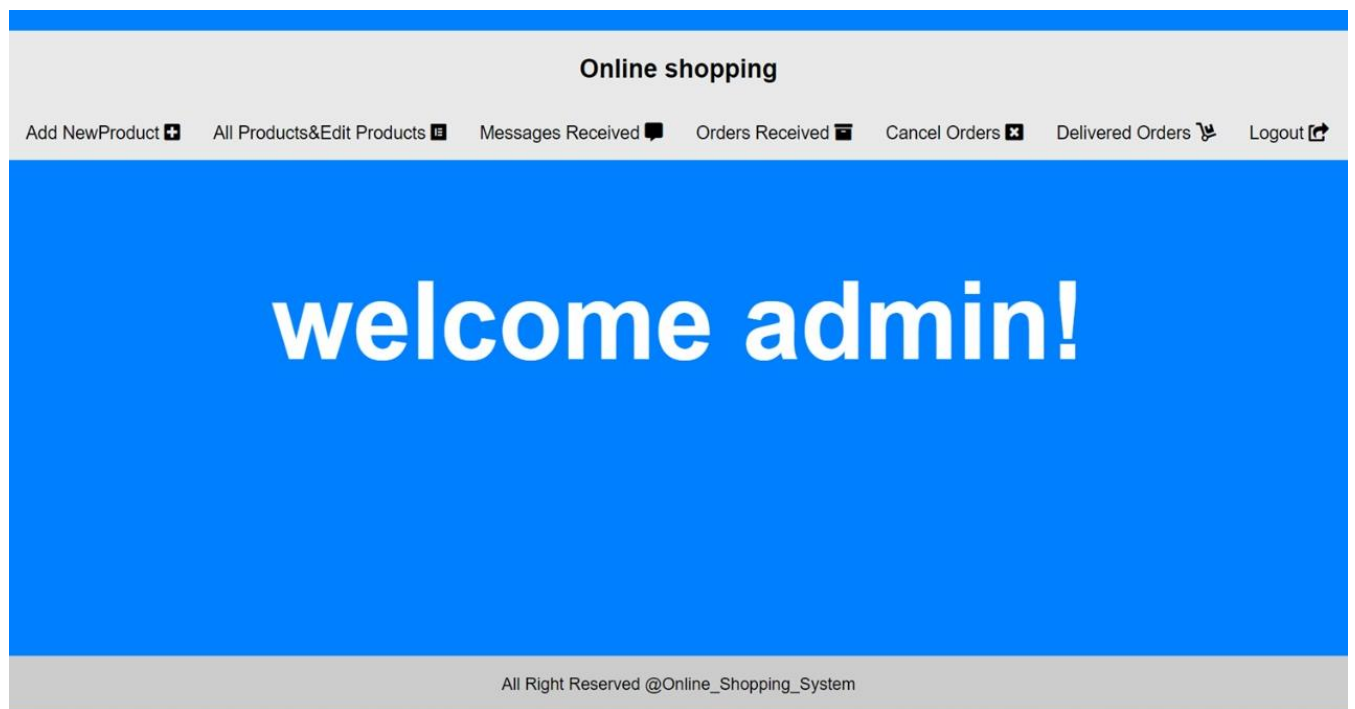 Online shopping
Add NewProduct All Products&Edit Products Messages Received Orders Received Cancel Orders Delivered Orders Logout
welcome admin!
All Right Reserved @Online_Shopping_System